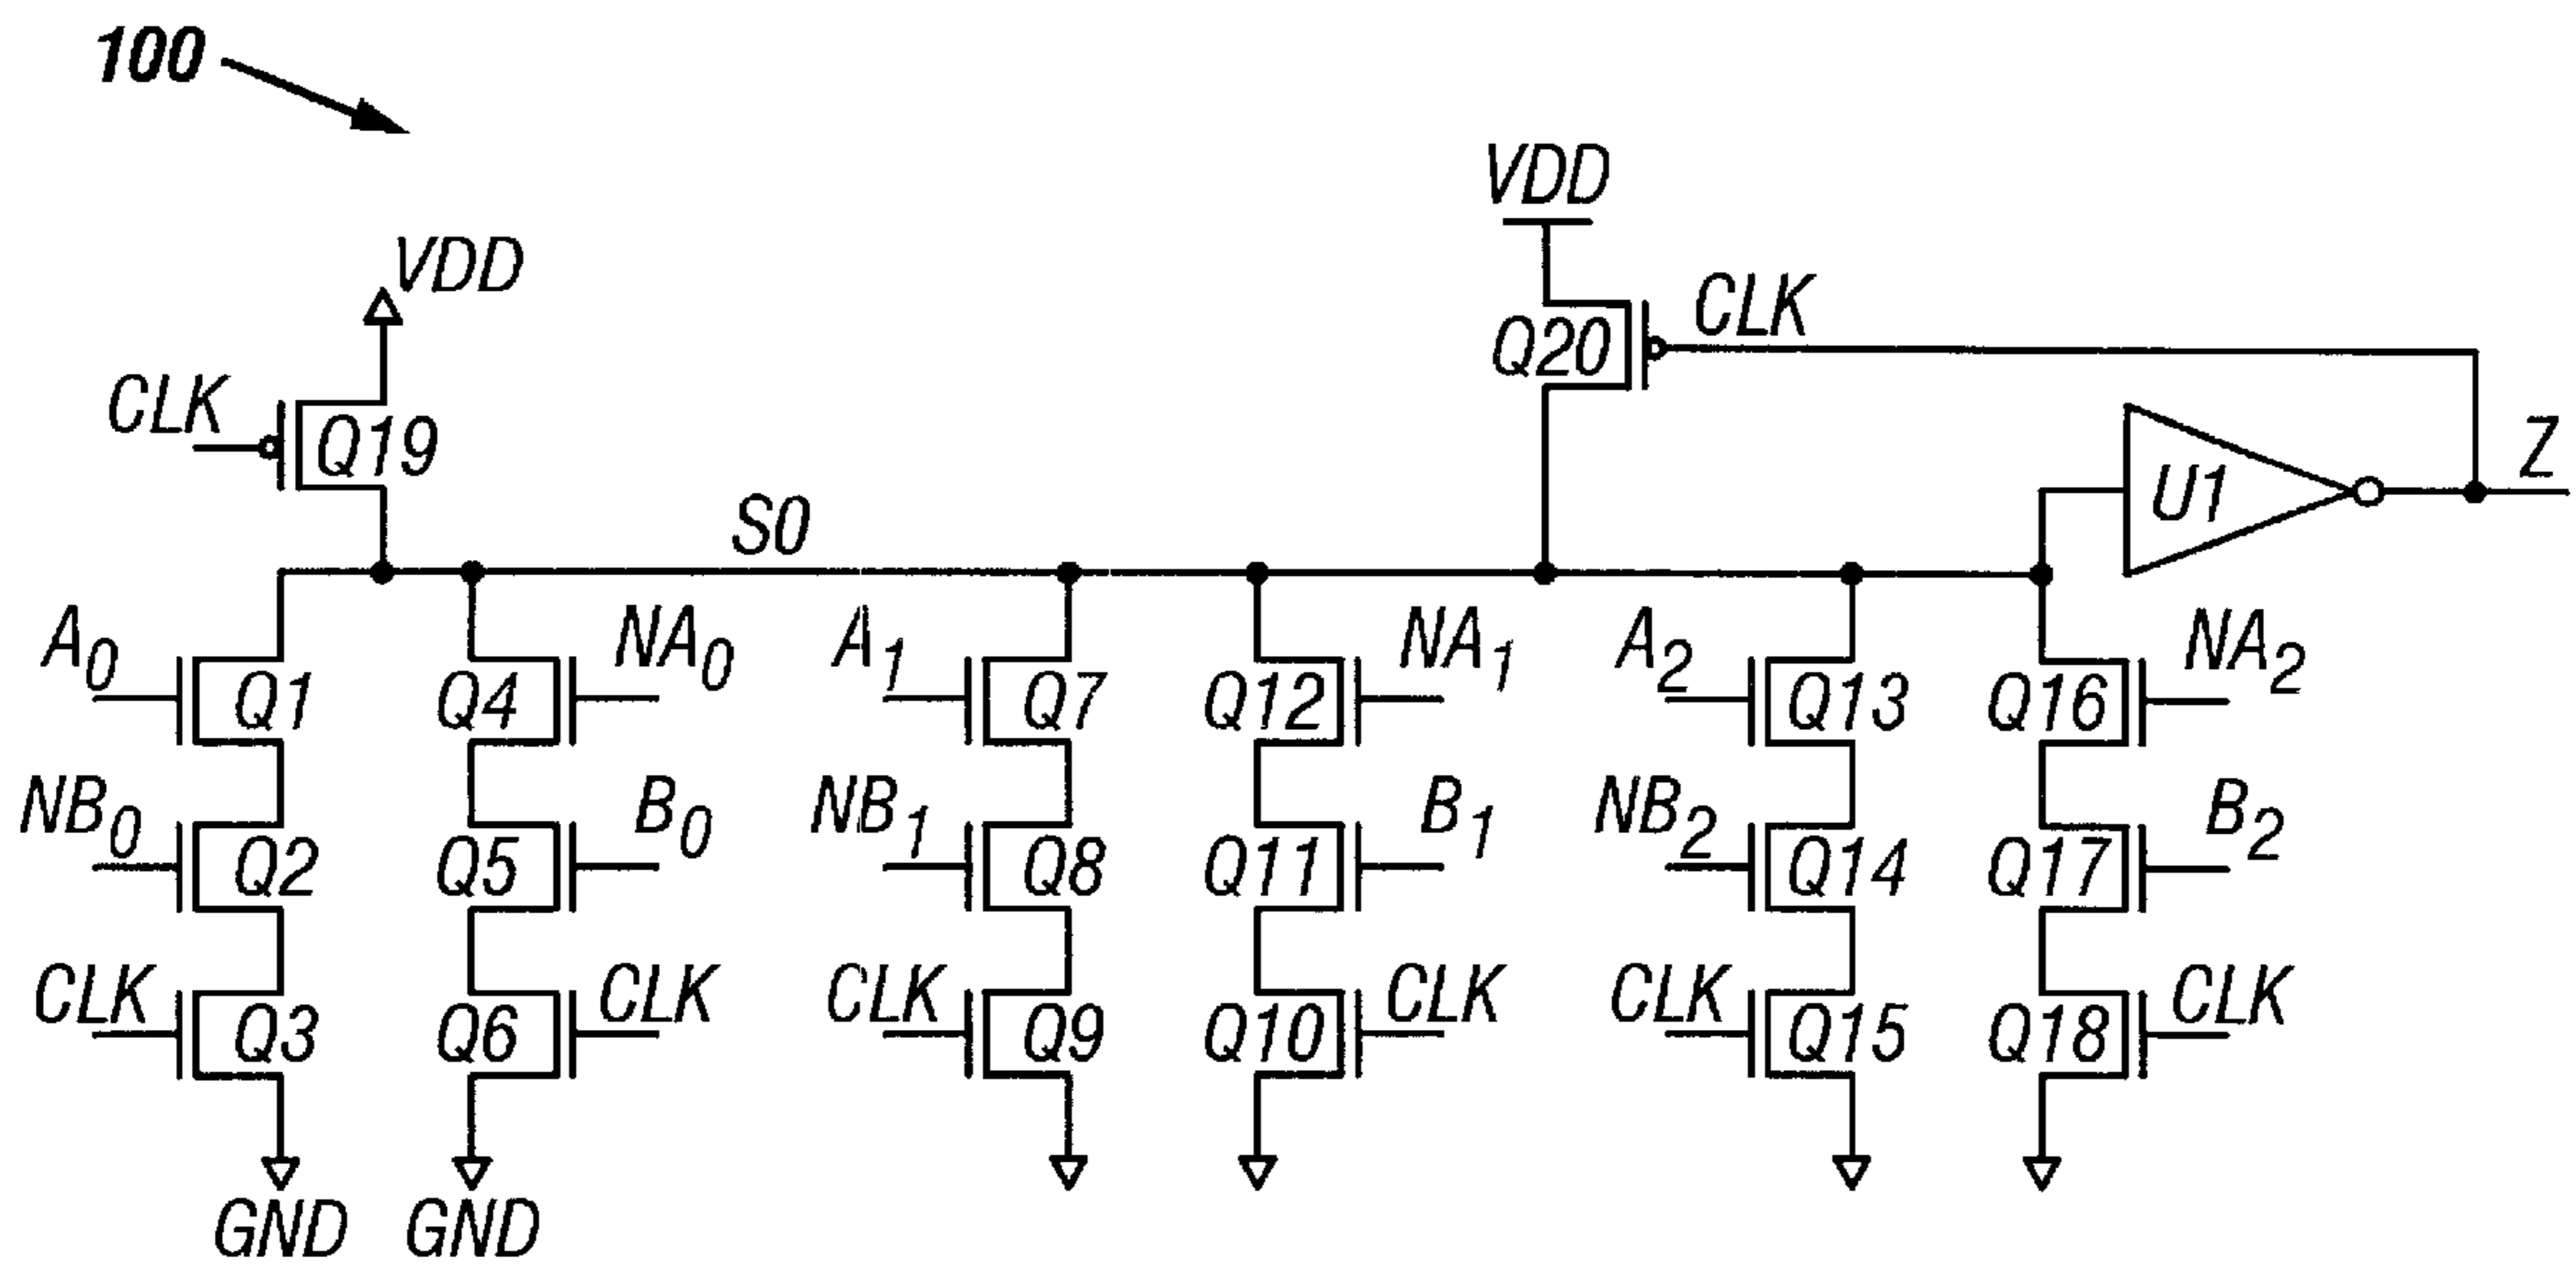 100
VDD
VDD
CLK
Q20
CLK
Q19
Z
U1
S0
A0 NA0 A1 NA1 A2 NA2
Q1 Q4 Q7 Q12 Q13 Q16
NB0 B0 NB1 B1 NB2 B2
Q2 Q5 Q8 Q11 Q14 Q17
CLK CLK CLK CLK CLK CLK
Q3 Q6 Q9 Q10 Q15 Q18
GND GND